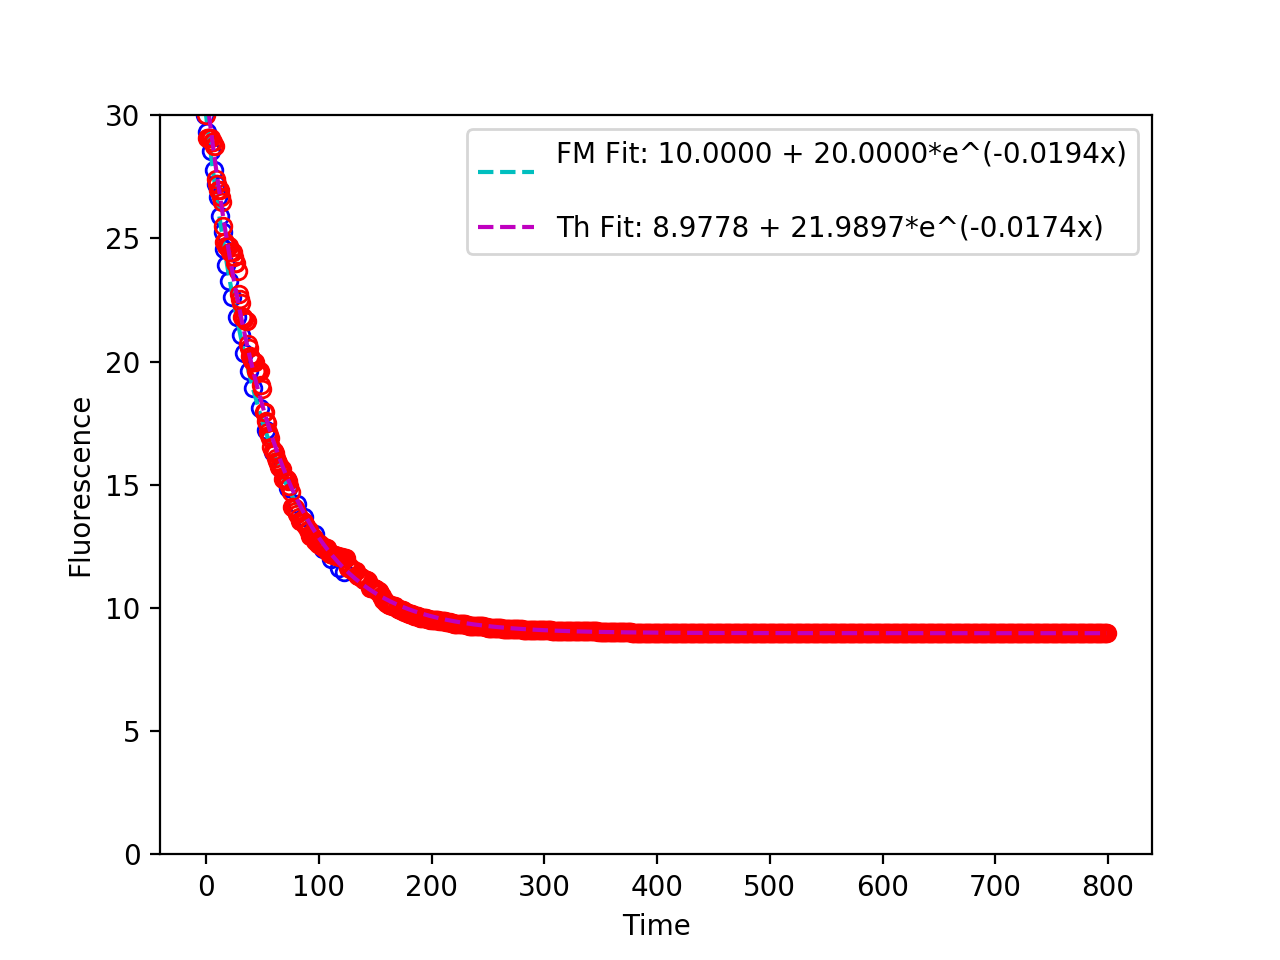 30
25
20
15
10
5
0
Fluorescence
FM Fit: 10.0000 + 20.0000*e^(-0.0194x)
Th Fit: 8.9778 + 21.9897*e^(-0.0174x)
0 100 200 300 400 500 600 700 800
Time